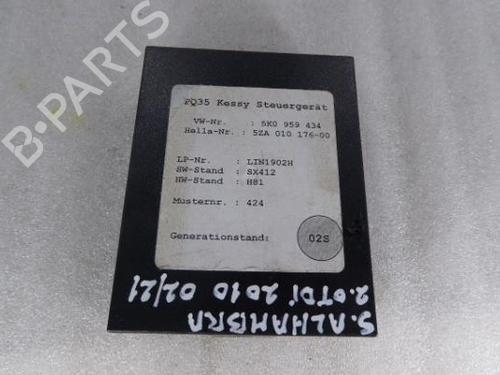 PQ35 Kessy Steuergerät
VW-Nr. : 5K0 959 434
Hella-Nr. : 5ZA 010 176-00
LP-Nr. : LIN1902H
SW-Stand : SX412
HW-Stand : H81
Musternr. : 424
Generationstand: 02S
S.ALHAMBRA
2.0TDi 2010 02/21
B-PARTS